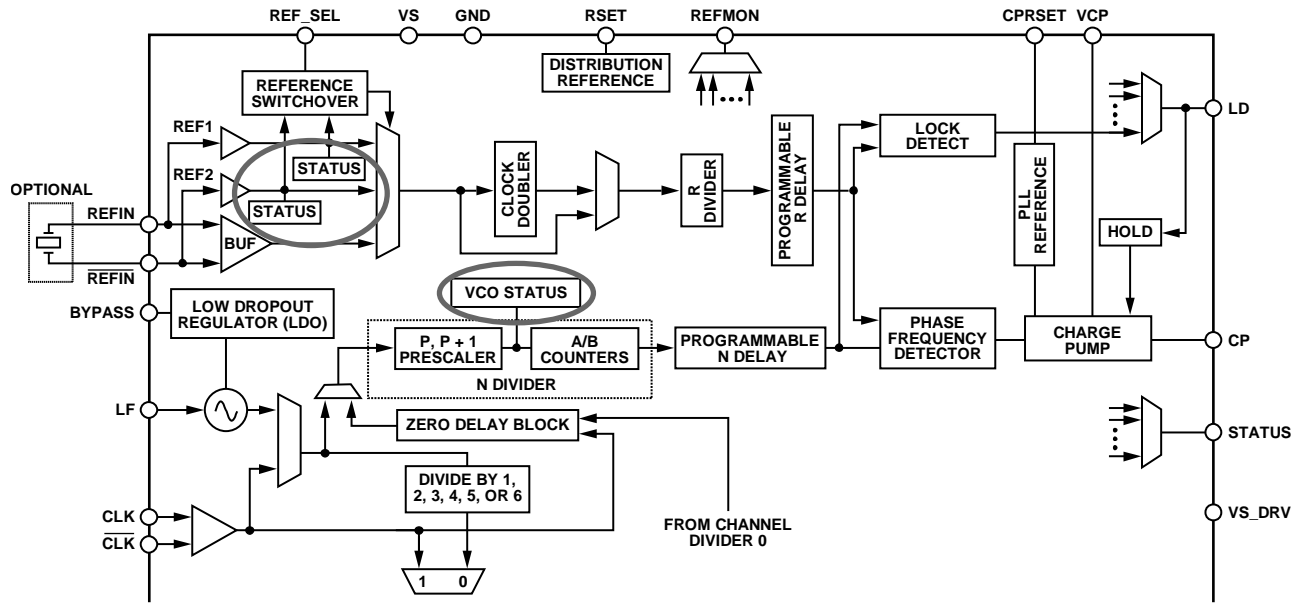 REF_SEL
VS
GND
RSET
REFMON
CPRSET
VCP
DISTRIBUTION
REFERENCE
REFERENCE
SWITCHOVER
LD
REF1
LOCK
DETECT
STATUS
REF2
OPTIONAL
STATUS
CLOCK
DOUBLER
R
DIVIDER
PROGRAMMABLE
R DELAY
PLL
REFERENCE
REFIN
BUF
HOLD
REFIN
VCO STATUS
BYPASS
LOW DROPOUT
REGULATOR (LDO)
P, P + 1
PRESCALER
A/B
COUNTERS
PROGRAMMABLE
N DELAY
PHASE
FREQUENCY
DETECTOR
CHARGE
PUMP
CP
N DIVIDER
LF
ZERO DELAY BLOCK
STATUS
DIVIDE BY 1,
2, 3, 4, 5, OR 6
CLK
FROM CHANNEL
DIVIDER 0
VS_DRV
CLK
1 0